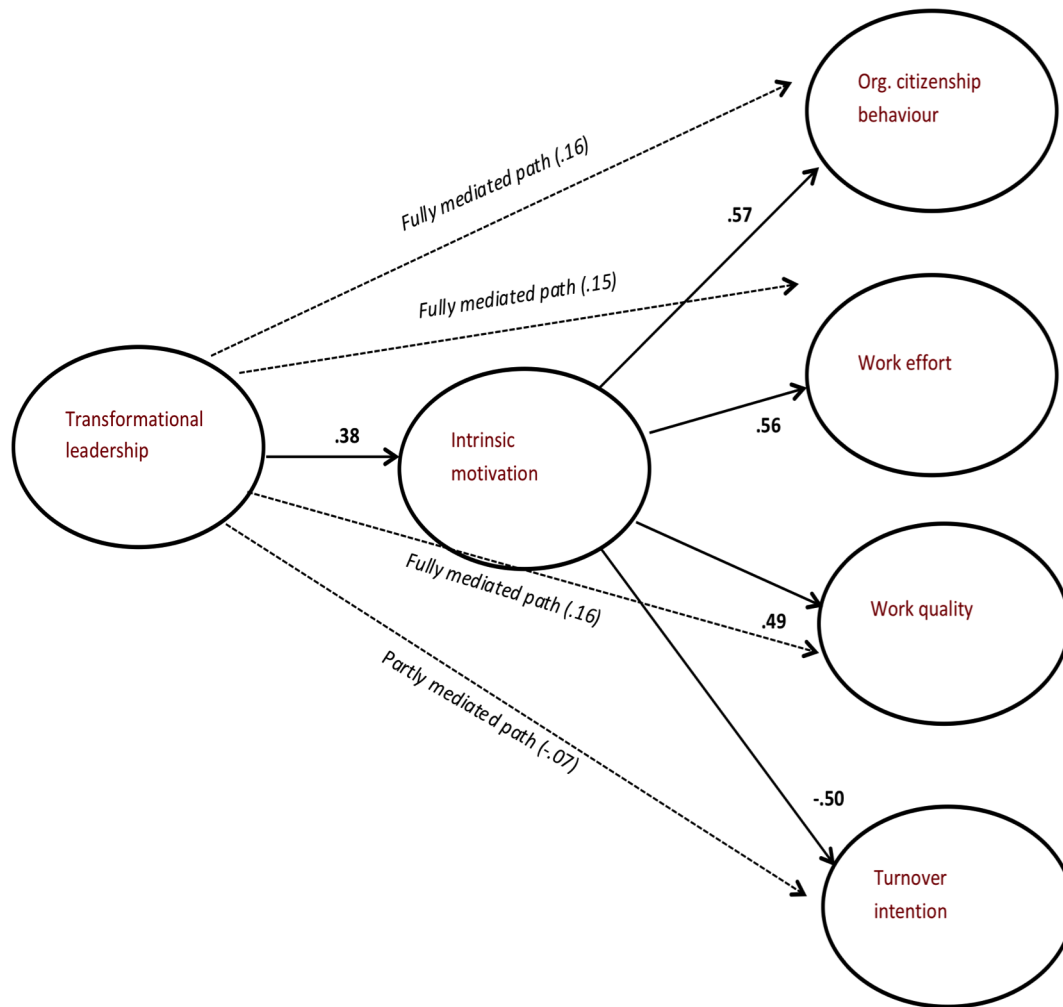 Org. citizenship
behaviour
Fully mediated path (.16)
.57
Fully mediated path (.15)
Work effort
Transformational
leadership
.38
Intrinsic
motivation
.56
Fully mediated path (.16)
Work quality
.49
Partly mediated path (-.07)
-.50
Turnover
intention